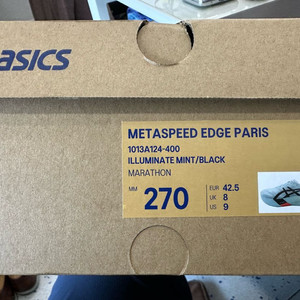 asics
METASPEED EDGE PARIS
1013A124-400
ILLUMINATE MINT/BLACK
MARATHON
MM 270
EUR 42.5
UK 8
US 9